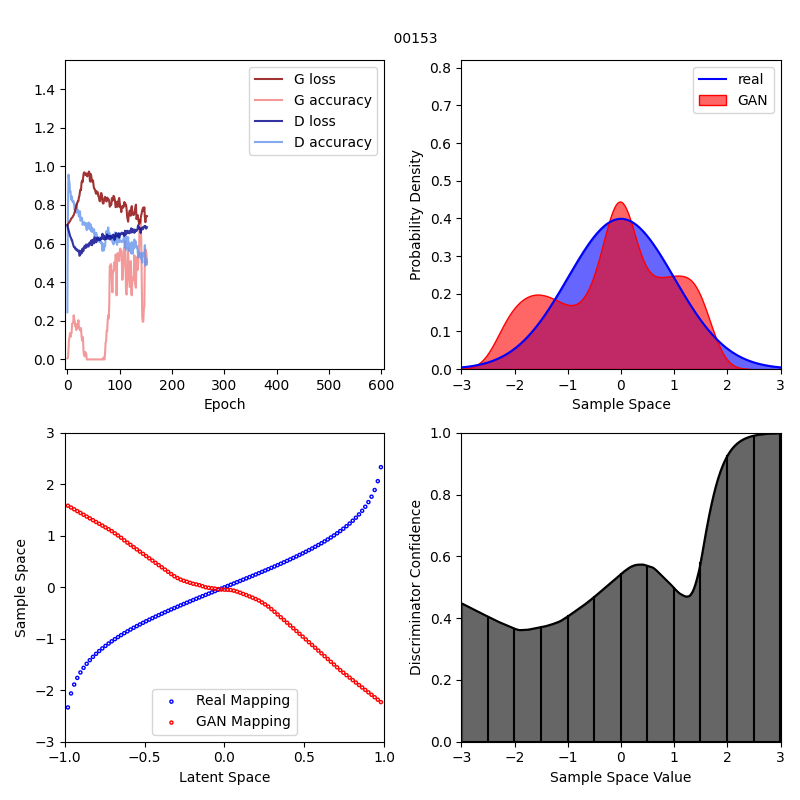 00153
G loss
G accuracy
D loss
D accuracy
1.4
1.2
1.0
0.8
0.6
0.4
0.2
0.0
0 100 200 300 400 500 600
Epoch
real
GAN
0.8
0.7
0.6
0.5
0.4
0.3
0.2
0.1
0.0
Probability Density
−3 −2 −1 0 1 2 3
Sample Space
3
2
1
0
−1
−2
−3
Sample Space
Real Mapping
GAN Mapping
−1.0 −0.5 0.0 0.5 1.0
Latent Space
1.0
0.8
0.6
0.4
0.2
0.0
Discriminator Confidence
−3 −2 −1 0 1 2 3
Sample Space Value